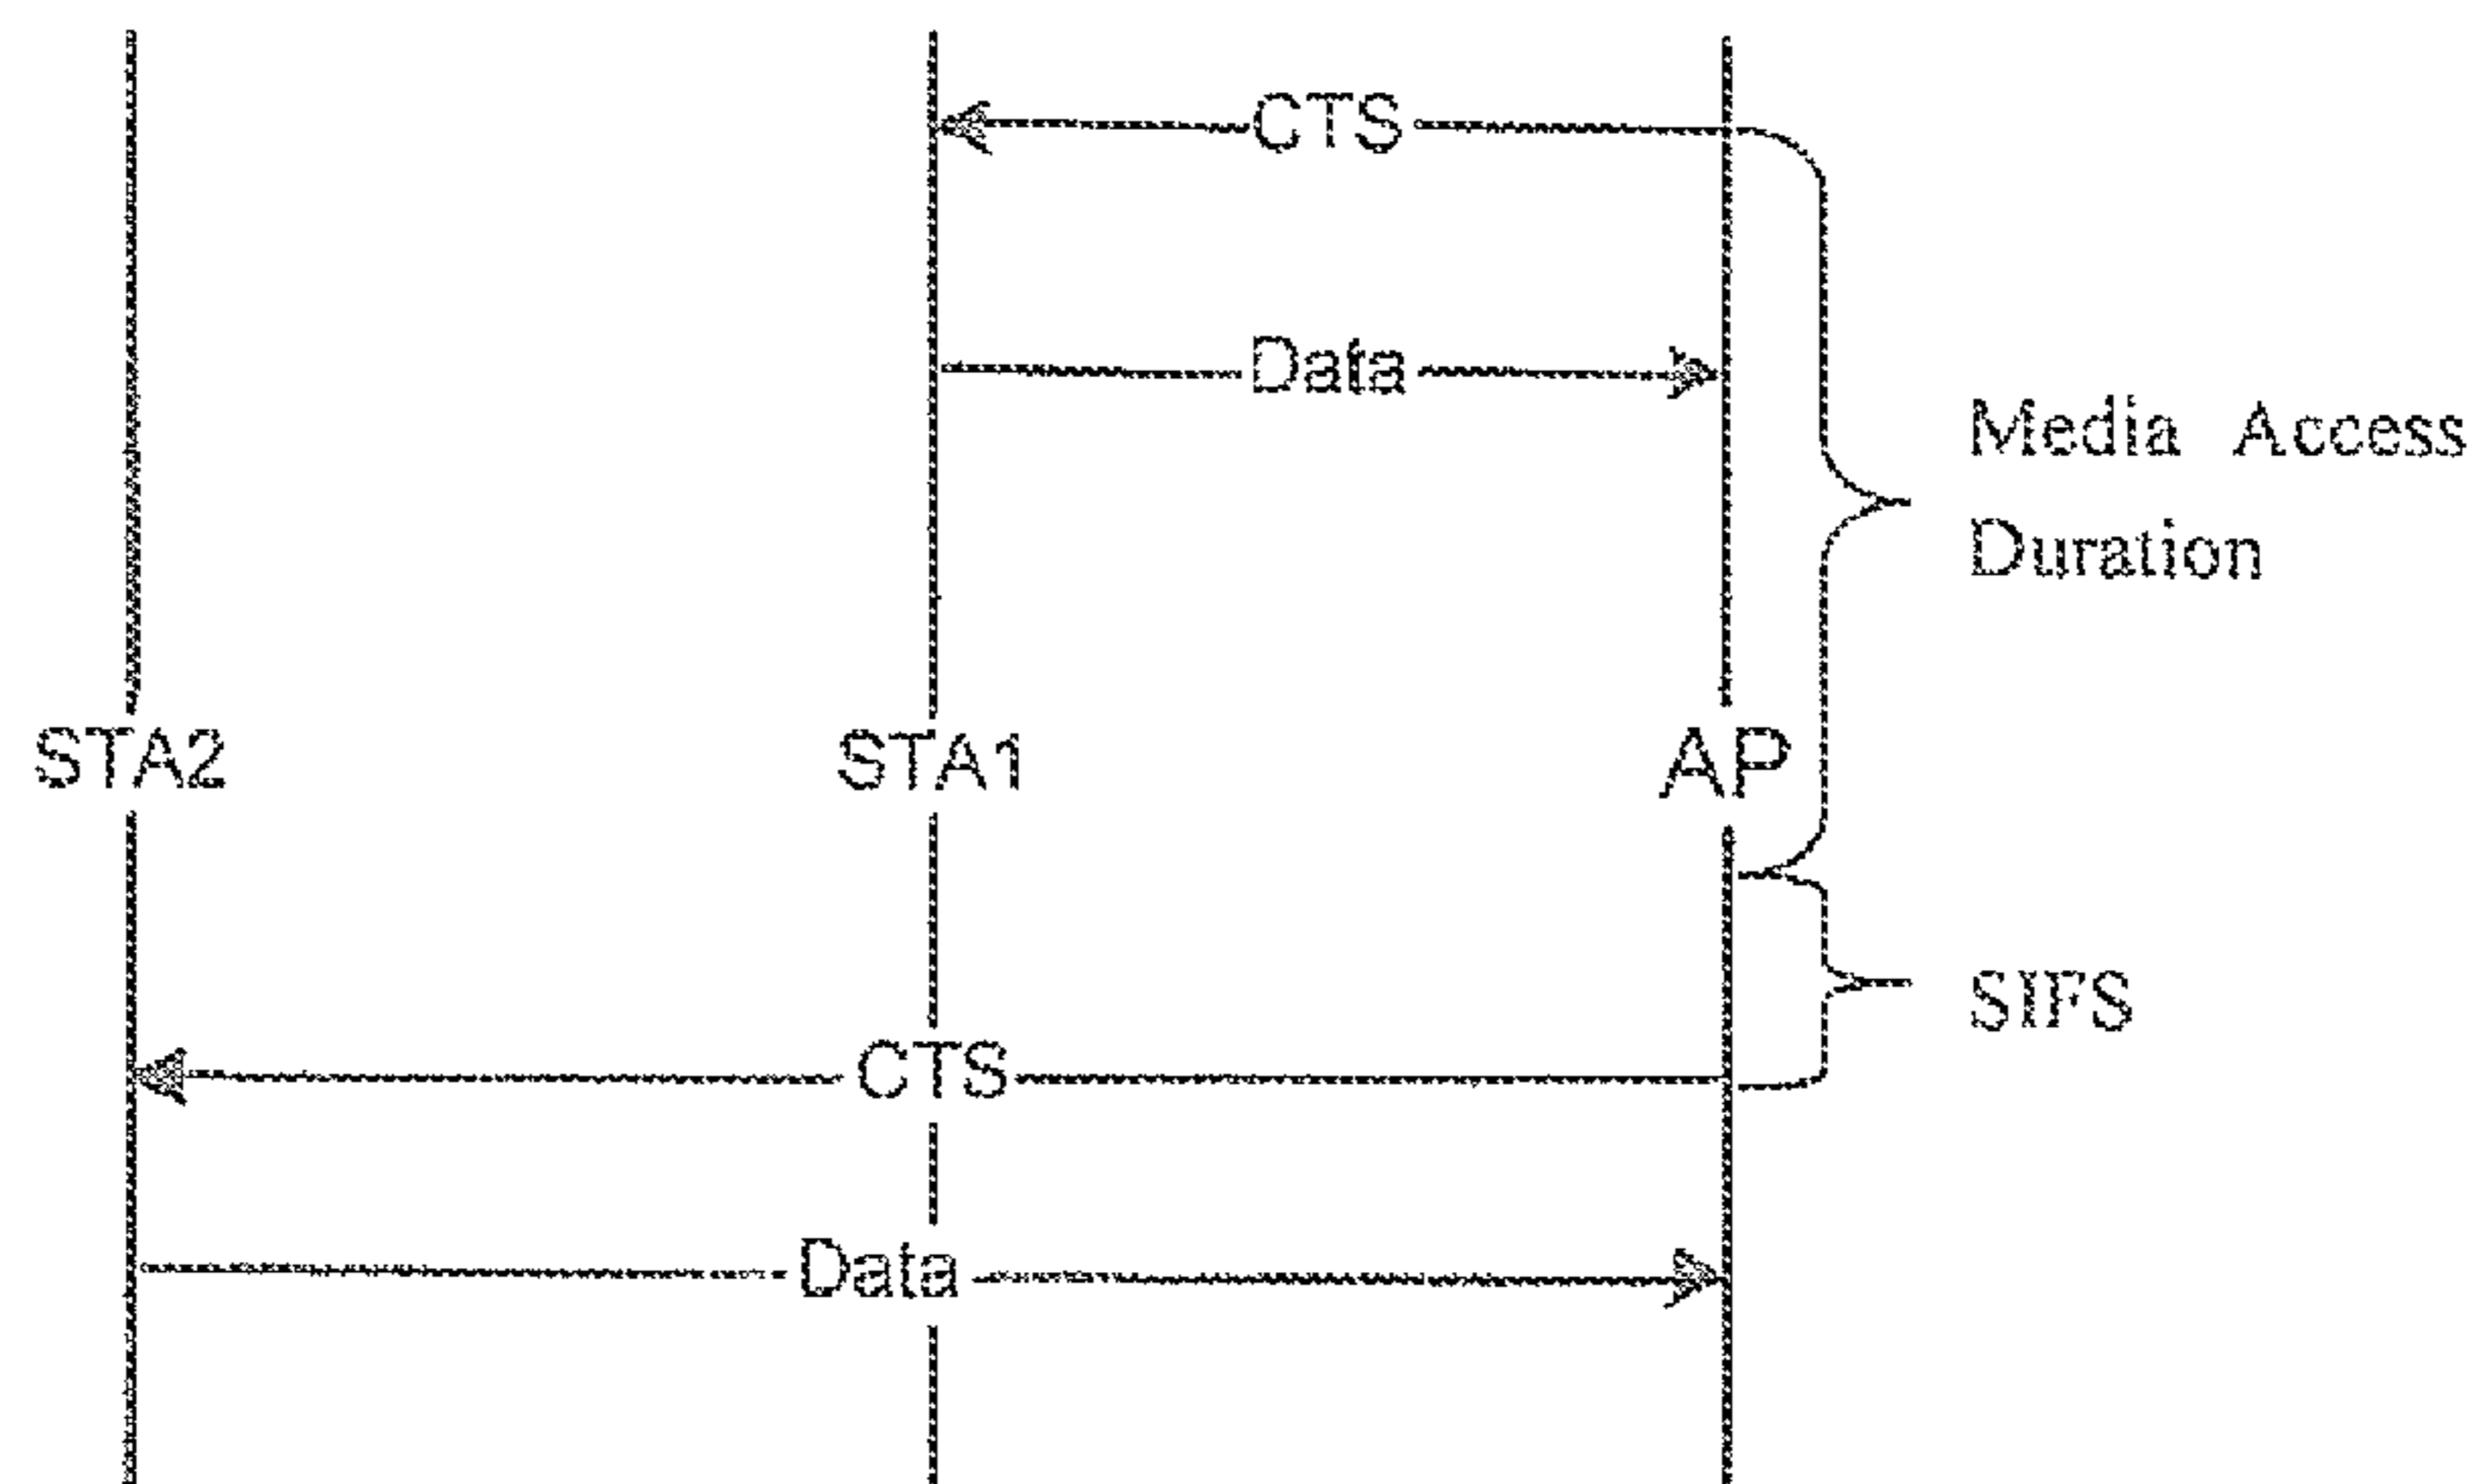 CTS
Data
Media Access
Duration
STA2
STA1
AP
SIFS
CTS
Data